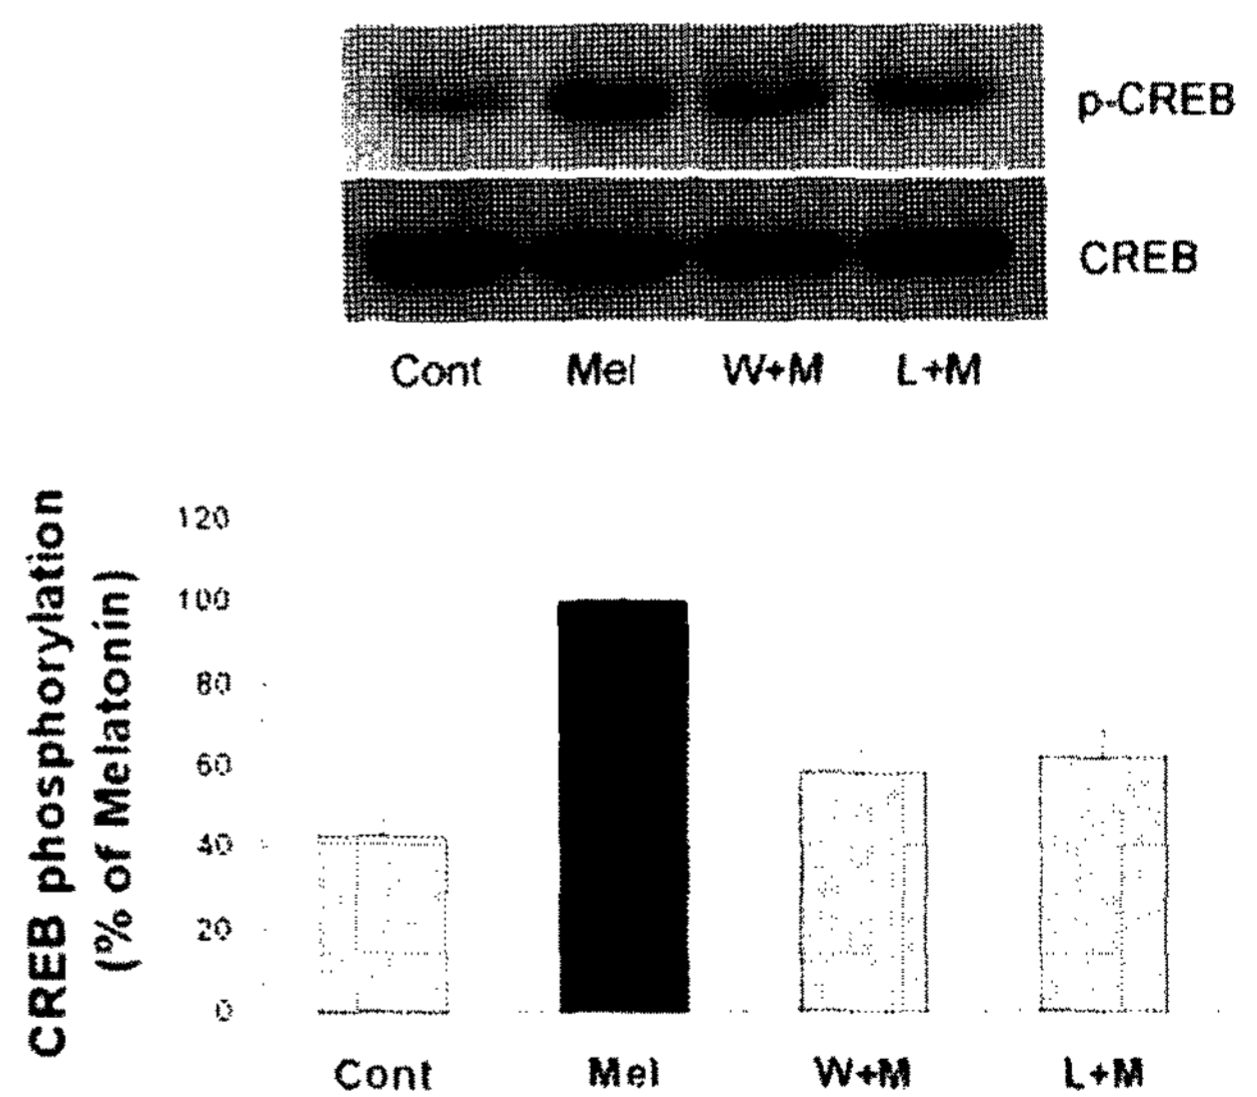 p-CREB
CREB
Cont Mel W+M L+M
CREB phosphorylation
(% of Melatonin)
120
100
80
60
40
20
0
Cont Mel W+M L+M